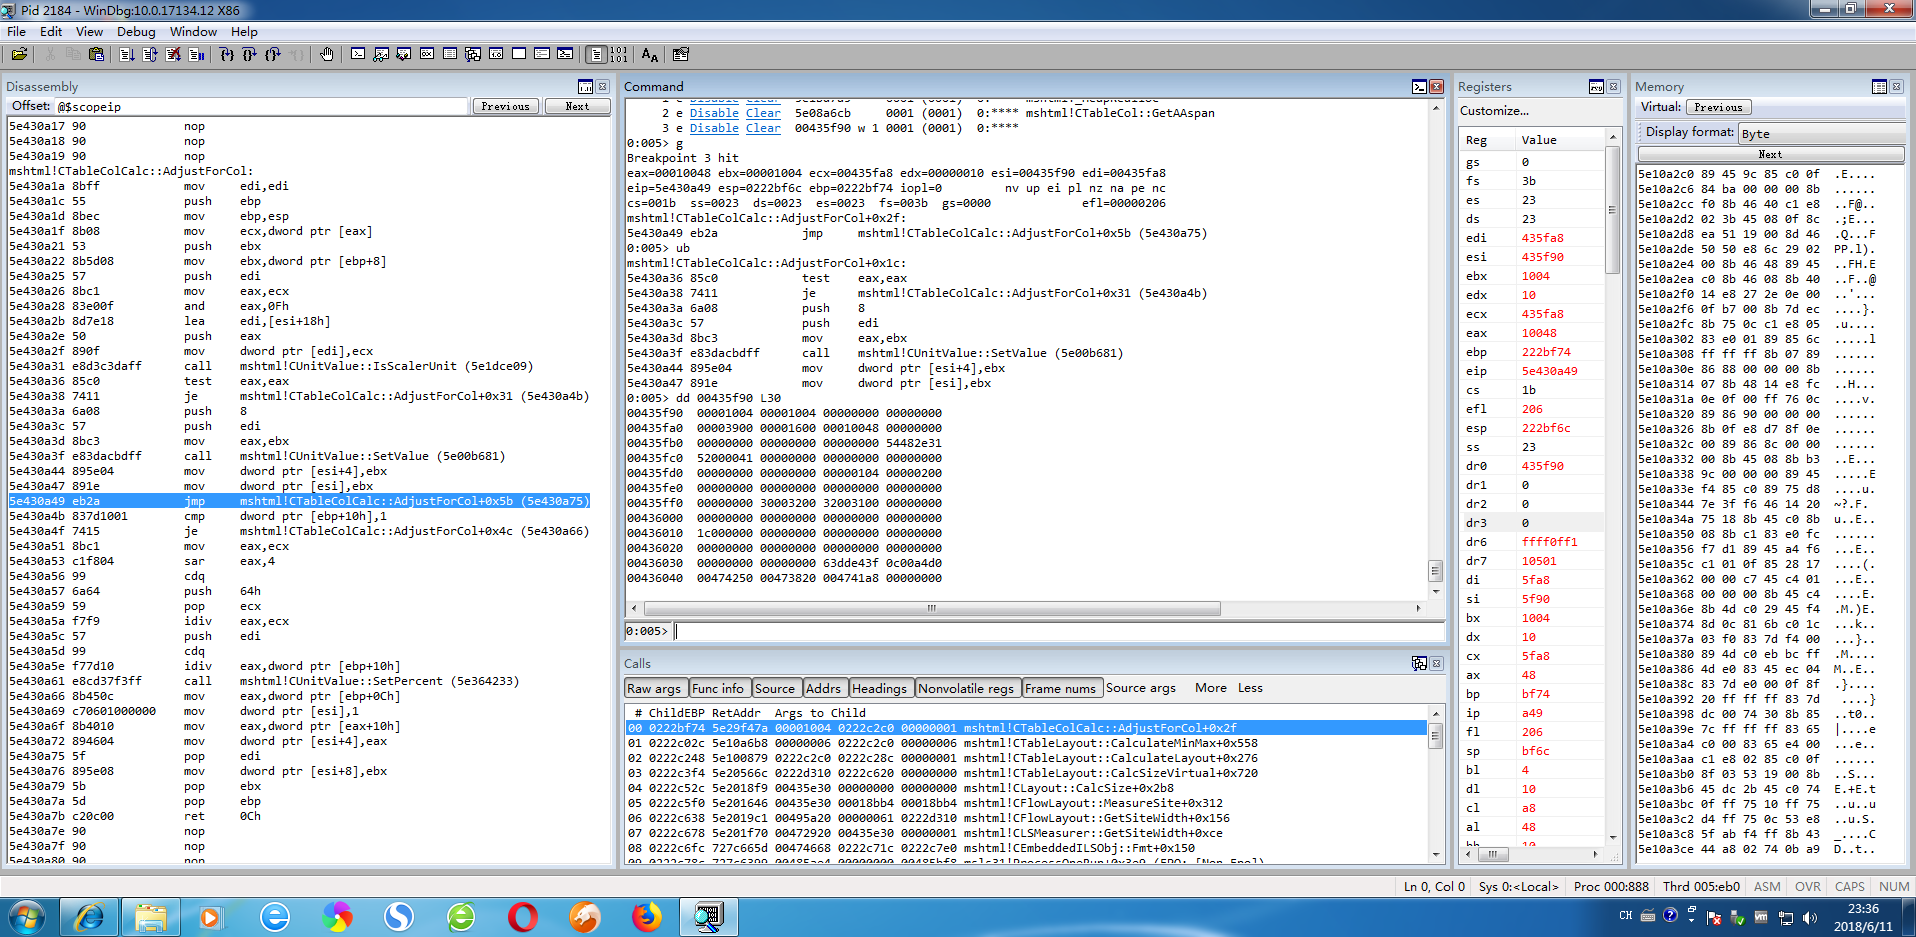 Pid 2184 - WinDbg:10.0.17134.12 X86
File Edit View Debug Window Help
Disassembly
Offset: @$scopeip Previous Next
5e430a17 90 nop
5e430a18 90 nop
5e430a19 90 nop
mshtml!CTableColCalc::AdjustForCol:
5e430a1a 8bff mov edi,edi
5e430a1c 55 push ebp
5e430a1d 8bec mov ebp,esp
5e430a1f 8b08 mov ecx,dword ptr [eax]
5e430a21 53 push ebx
5e430a22 8b5d08 mov ebx,dword ptr [ebp+8]
5e430a25 57 push edi
5e430a26 8bc1 mov eax,ecx
5e430a28 83e00f and eax,0Fh
5e430a2b 8d7e18 lea edi,[esi+18h]
5e430a2e 50 push eax
5e430a2f 890f mov dword ptr [edi],ecx
5e430a31 e8d3c3daff call mshtml!CUnitValue::IsScalerUnit (5e1dce09)
5e430a36 85c0 test eax,eax
5e430a38 7411 je mshtml!CTableColCalc::AdjustForCol+0x31 (5e430a4b)
5e430a3a 6a08 push 8
5e430a3c 57 push edi
5e430a3d 8bc3 mov eax,ebx
5e430a3f e83dacbdff call mshtml!CUnitValue::SetValue (5e00b681)
5e430a44 895e04 mov dword ptr [esi+4],ebx
5e430a47 891e mov dword ptr [esi],ebx
5e430a49 eb2a jmp mshtml!CTableColCalc::AdjustForCol+0x5b (5e430a75)
5e430a4b 837d1001 cmp dword ptr [ebp+10h],1
5e430a4f 7415 je mshtml!CTableColCalc::AdjustForCol+0x4c (5e430a66)
5e430a51 8bc1 mov eax,ecx
5e430a53 c1f804 sar eax,4
5e430a56 99 cdq
5e430a57 6a64 push 64h
5e430a59 59 pop ecx
5e430a5a f7f9 idiv eax,ecx
5e430a5c 57 push edi
5e430a5d 99 cdq
5e430a5e f77d10 idiv eax,dword ptr [ebp+10h]
5e430a61 e8cd37f3ff call mshtml!CUnitValue::SetPercent (5e364233)
5e430a66 8b450c mov eax,dword ptr [ebp+0Ch]
5e430a69 c70601000000 mov dword ptr [esi],1
5e430a6f 8b4010 mov eax,dword ptr [eax+10h]
5e430a72 894604 mov dword ptr [esi+4],eax
5e430a75 5f pop edi
5e430a76 895e08 mov dword ptr [esi+8],ebx
5e430a79 5b pop ebx
5e430a7a 5d pop ebp
5e430a7b c20c00 ret 0Ch
5e430a7e 90 nop
5e430a7f 90 nop
5e430a80 90 nop
Command
2 e Disable Clear 5e08a6cb 0001 (0001) 0:**** mshtml!CTableCol::GetAAspan
3 e Disable Clear 00435f90 w 1 0001 (0001) 0:****
0:005> g
Breakpoint 3 hit
eax=00010048 ebx=00001004 ecx=00435fa8 edx=00000010 esi=00435f90 edi=00435fa8
eip=5e430a49 esp=0222bf6c ebp=0222bf74 iopl=0 nv up ei pl nz na pe nc
cs=001b ss=0023 ds=0023 es=0023 fs=003b gs=0000 efl=00000206
mshtml!CTableColCalc::AdjustForCol+0x2f:
5e430a49 eb2a jmp mshtml!CTableColCalc::AdjustForCol+0x5b (5e430a75)
0:005> ub
mshtml!CTableColCalc::AdjustForCol+0x1c:
5e430a36 85c0 test eax,eax
5e430a38 7411 je mshtml!CTableColCalc::AdjustForCol+0x31 (5e430a4b)
5e430a3a 6a08 push 8
5e430a3c 57 push edi
5e430a3d 8bc3 mov eax,ebx
5e430a3f e83dacbdff call mshtml!CUnitValue::SetValue (5e00b681)
5e430a44 895e04 mov dword ptr [esi+4],ebx
5e430a47 891e mov dword ptr [esi],ebx
0:005> dd 00435f90 L30
00435f90 00001004 00001004 00000000 00000000
00435fa0 00003900 00001600 00010048 00000000
00435fb0 00000000 00000000 00000000 54482e31
00435fc0 52000041 00000000 00000000 00000000
00435fd0 00000000 00000000 00000104 00000200
00435fe0 00000000 00000000 00000000 00000000
00435ff0 00000000 30003200 32003100 00000000
00436000 00000000 00000000 00000000 00000000
00436010 1c000000 00000000 00000000 00000000
00436020 00000000 00000000 00000000 00000000
00436030 00000000 00000000 63dde43f 0c00a4d0
00436040 00474250 00473820 004741a8 00000000
0:005>
Calls
Raw args Func info Source Addrs Headings Nonvolatile regs Frame nums Source args More Less
# ChildEBP RetAddr Args to Child
00 0222bf74 5e29f47a 00001004 0222c2c0 00000001 mshtml!CTableColCalc::AdjustForCol+0x2f
01 0222c02c 5e10a6b8 00000006 0222c2c0 00000000 mshtml!CTableLayout::CalculateMinMax+0x558
02 0222c248 5e100879 0222c2c0 0222c28c 00000001 mshtml!CTableLayout::CalculateLayout+0x276
03 0222c3f4 5e20566c 0222d310 0222c620 00000000 mshtml!CTableLayout::CalcSizeVirtual+0x720
04 0222c52c 5e2018f9 00435e30 00000000 00000000 mshtml!CLayout::CalcSize+0x2b8
05 0222c5f0 5e201646 00435e30 00018bb4 00018bb4 mshtml!CFlowLayout::MeasureSite+0x312
06 0222c638 5e2019c1 00495a20 00000061 0222d310 mshtml!CFlowLayout::GetSiteWidth+0x156
07 0222c678 5e201f70 00472920 00435e30 00000001 mshtml!CLSMeasurer::GetSiteWidth+0xce
08 0222c6fc 727c665d 00474668 0222c71c 0222c7e0 mshtml!CEmbeddedILSObj::Fmt+0x150
Registers
Customize...
Reg Value
gs 0
fs 3b
es 23
ds 23
edi 435fa8
esi 435f90
ebx 1004
edx 10
ecx 435fa8
eax 10048
ebp 222bf74
eip 5e430a49
cs 1b
efl 206
esp 222bf6c
ss 23
dr0 435f90
dr1 0
dr2 0
dr3 0
dr6 ffff0ff1
dr7 10501
di 5fa8
si 5f90
bx 1004
dx 10
cx 5fa8
ax 48
bp bf74
ip a49
fl 206
sp bf6c
bl 4
dl 10
cl a8
al 48
Memory
Virtual: Previous
Display format: Byte
Next
5e10a2c0 89 45 9c 85 c0 0f .E....
5e10a2c6 84 ba 00 00 00 8b ......
5e10a2cc f0 8b 46 40 c1 e8 ..F@..
5e10a2d2 02 3b 45 08 0f 8c .;E...
5e10a2d8 ea 51 19 00 8d 46 .Q...F
5e10a2de 50 50 e8 6c 29 02 PP.l).
5e10a2e4 00 8b 46 48 89 45 ..FH.E
5e10a2ea c0 8b 46 08 8b 40 ..F..@
5e10a2f0 14 e8 27 2e 0e 00 ..'...
5e10a2f6 0f b7 00 8b 7d ec ....}.
5e10a2fc 8b 75 0c c1 e8 05 .u....
5e10a302 83 e0 01 89 85 6c .....l
5e10a308 ff ff ff 8b 07 89 ......
5e10a30e 86 88 00 00 00 8b ......
5e10a314 07 8b 48 14 e8 fc ..H...
5e10a31a 0e 0f 00 ff 76 0c ....v.
5e10a320 89 86 90 00 00 00 ......
5e10a326 8b 0f e8 d7 8f 0e ......
5e10a32c 00 89 86 8c 00 00 ......
5e10a332 00 8b 45 08 8b b3 ..E...
5e10a338 9c 00 00 00 89 45 .....E
5e10a33e f4 85 c0 89 75 d8 ....u.
5e10a344 7e 3f f6 46 14 20 ~?.F.
5e10a34a 75 18 8b 45 c0 8b u..E..
5e10a350 08 8b c1 83 e0 fc ......
5e10a356 f7 d1 89 45 a4 f6 ...E..
5e10a35c c1 01 0f 85 28 17 ....(.
5e10a362 00 00 c7 45 c4 01 ...E..
5e10a368 00 00 00 8b 45 c4 ....E.
5e10a36e 8b 4d c0 29 45 f4 .M.)E.
5e10a374 8d 0c 81 6b c0 1c ...k..
5e10a37a 03 f0 83 7d f4 00 ...}..
5e10a380 89 4d c0 eb bc ff .M....
5e10a386 4d e0 83 45 ec 04 M..E..
5e10a38c 83 7d e0 00 0f 8f .}....
5e10a392 20 ff ff ff 83 7d  ....}
5e10a398 dc 00 74 30 8b 85 ..t0..
5e10a39e 7c ff ff ff 83 65 |....e
5e10a3a4 c0 00 83 65 e4 00 ...e..
5e10a3aa c1 e8 02 85 c0 0f ......
5e10a3b0 8f 03 53 19 00 8b ..S...
5e10a3b6 45 dc 2b 45 c0 74 E.+E.t
5e10a3bc 0f ff 75 10 ff 75 ..u..u
5e10a3c2 d4 ff 75 0c 53 e8 ..u.S.
5e10a3c8 5f ab f4 ff 8b 43 _....C
5e10a3ce 44 a8 02 74 0b a9 D..t..
Ln 0, Col 0 Sys 0:<Local> Proc 000:888 Thrd 005:eb0 ASM OVR CAPS NUM
CH 23:36
2018/6/11